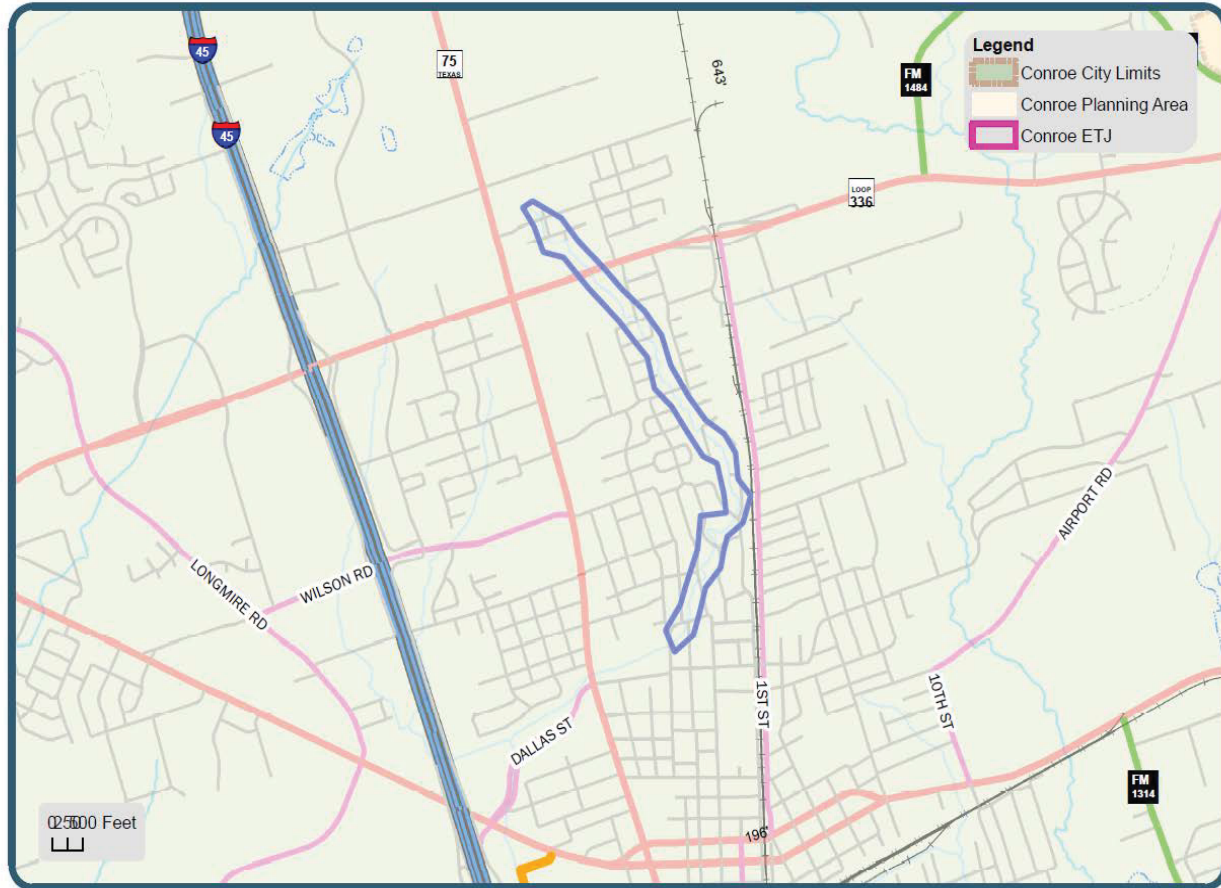 45
75
TEXAS
643'
FM
1484
Legend
Conroe City Limits
Conroe Planning Area
Conroe ETJ
45
LOOP
336
AIRPORT RD
LONGMIRE RD
WILSON RD
1ST ST
10TH ST
DALLAS ST
FM
1314
196'
500 Feet